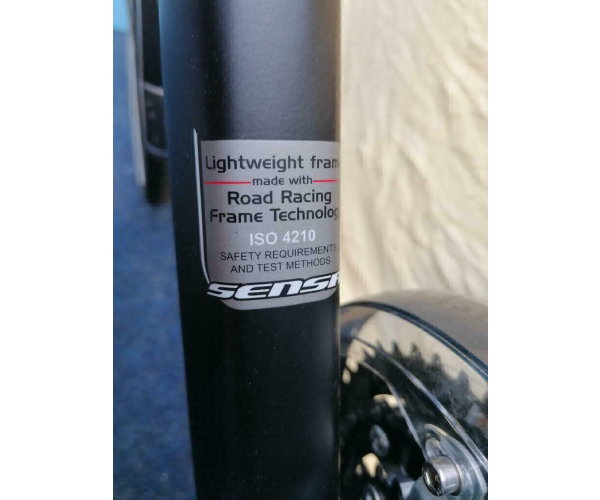 Lightweight fram
made with
Road Racing
Frame Technolog
ISO 4210
SAFETY REQUIREMENTS
AND TEST METHODS
SENSA